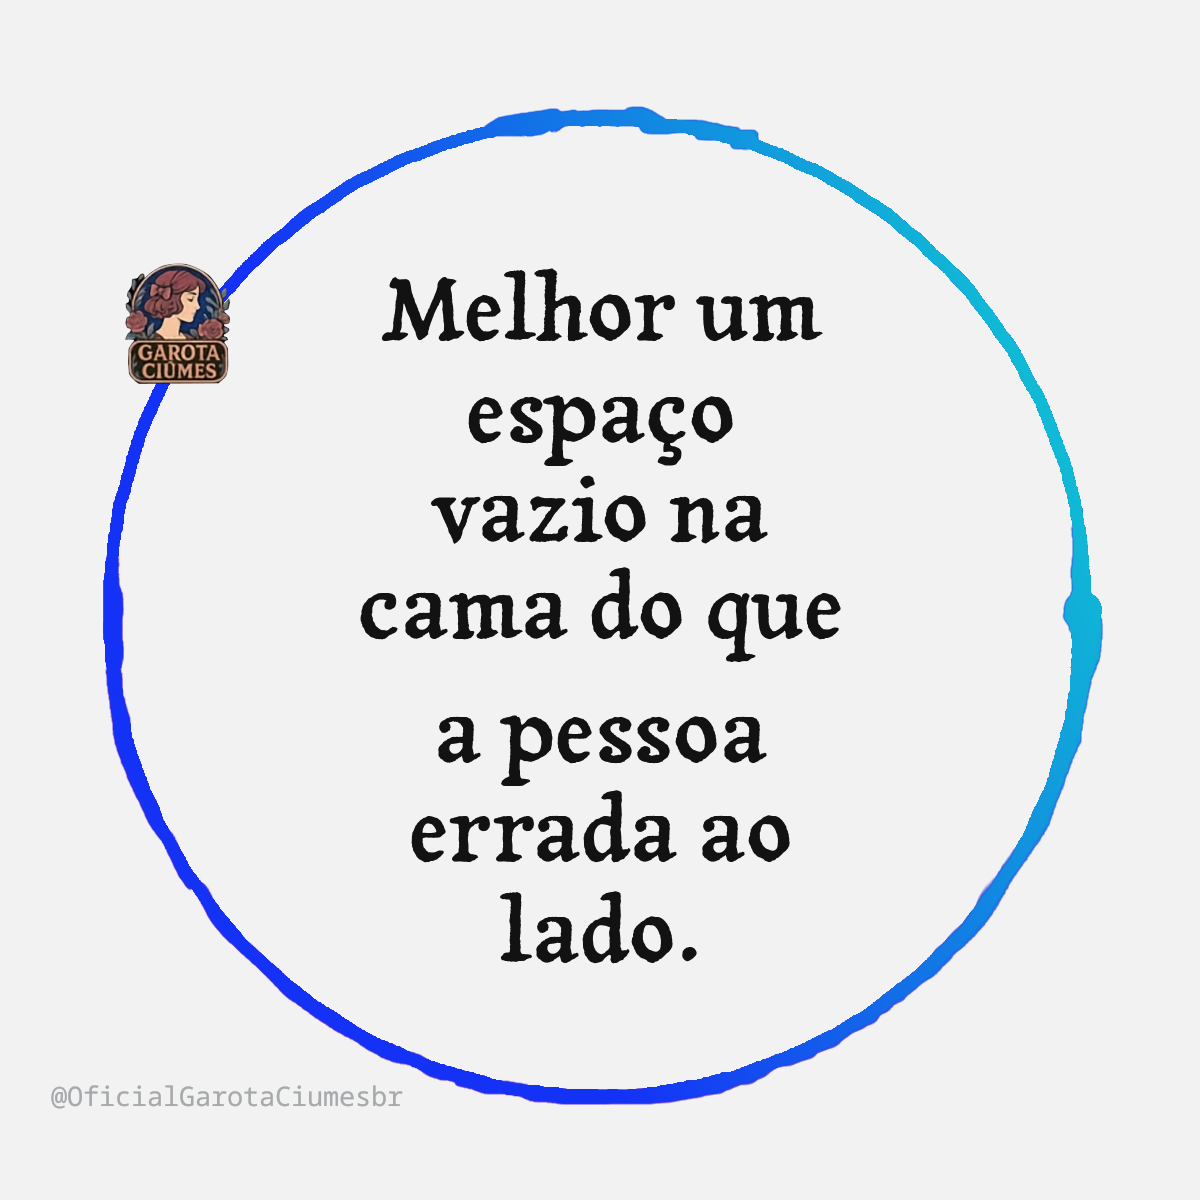 GAROTA
CIÚMES
Melhor um
espaço
vazio na
cama do que
a pessoa
errada ao
lado.
@OficialGarotaCiumesbr